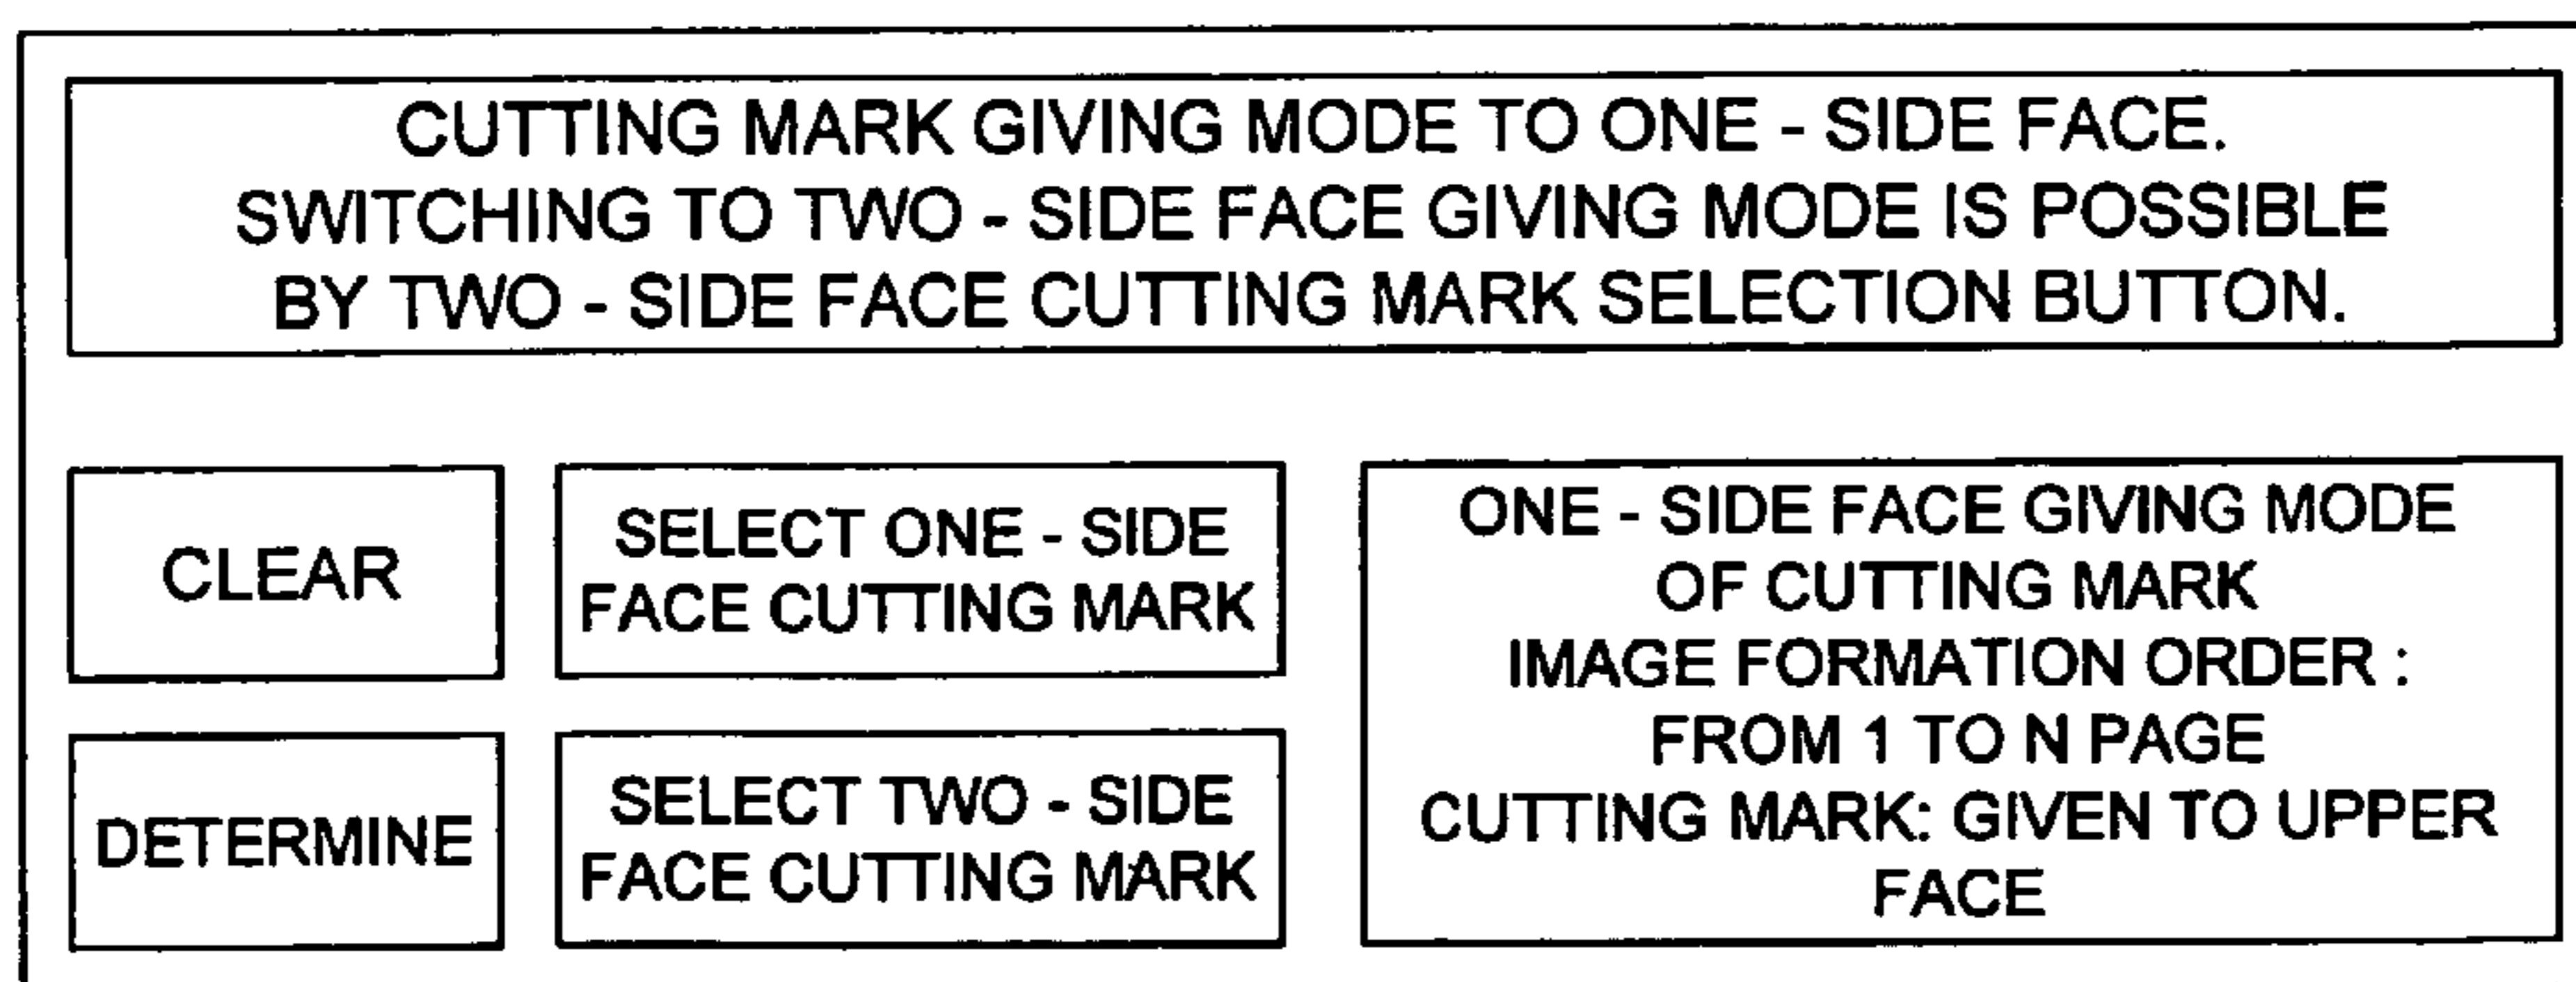 CUTTING MARK GIVING MODE TO ONE - SIDE FACE.
SWITCHING TO TWO - SIDE FACE GIVING MODE IS POSSIBLE
BY TWO - SIDE FACE CUTTING MARK SELECTION BUTTON.
CLEAR
SELECT ONE - SIDE
FACE CUTTING MARK
DETERMINE
SELECT TWO - SIDE
FACE CUTTING MARK
ONE - SIDE FACE GIVING MODE
OF CUTTING MARK
IMAGE FORMATION ORDER :
FROM 1 TO N PAGE
CUTTING MARK: GIVEN TO UPPER
FACE